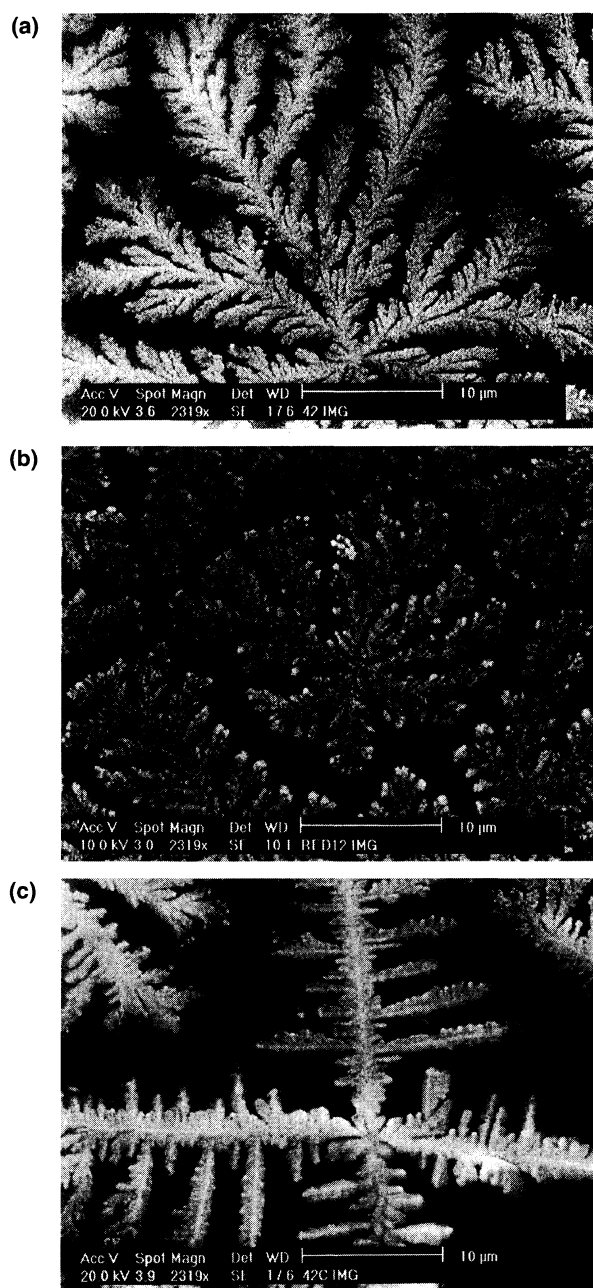 (a)
Acc V Spot Magn Det WD 10 µm
20.0 kV 3.6 2319x SE 17.6 42 IMG
(b)
Acc V Spot Magn Det WD 10 µm
10.0 kV 3.0 2319x SE 10.1 RED12 IMG
(c)
Acc V Spot Magn Det WD 10 µm
20.0 kV 3.9 2319x SE 17.6 42C IMG